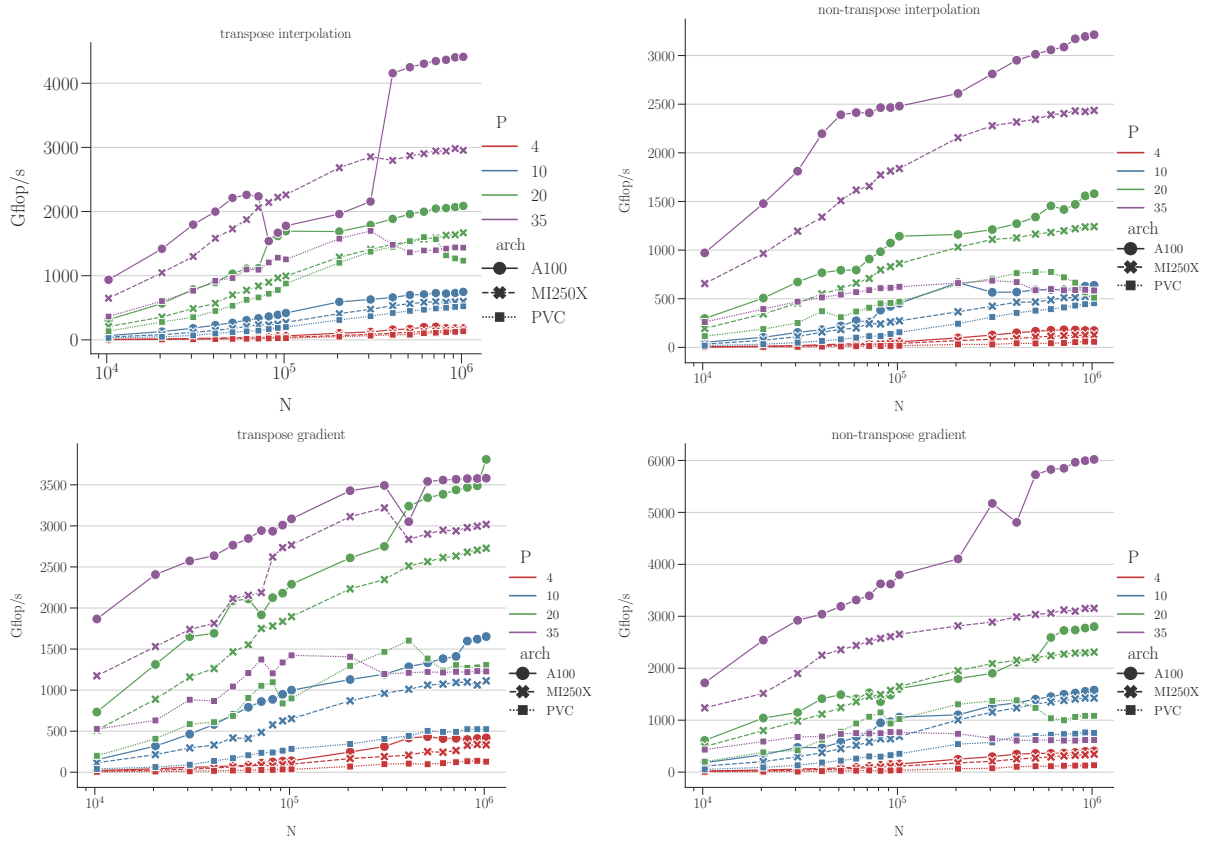 transpose interpolation
Gflop/s
4000
3000
2000
1000
0
10^4
10^5
10^6
N
P
4
10
20
35
arch
A100
MI250X
PVC
non-transpose interpolation
Gflop/s
3000
2500
2000
1500
1000
500
0
10^4
10^5
10^6
N
P
4
10
20
35
arch
A100
MI250X
PVC
transpose gradient
Gflop/s
3500
3000
2500
2000
1500
1000
500
0
10^4
10^5
10^6
N
P
4
10
20
35
arch
A100
MI250X
PVC
non-transpose gradient
Gflop/s
6000
5000
4000
3000
2000
1000
0
10^4
10^5
10^6
N
P
4
10
20
35
arch
A100
MI250X
PVC